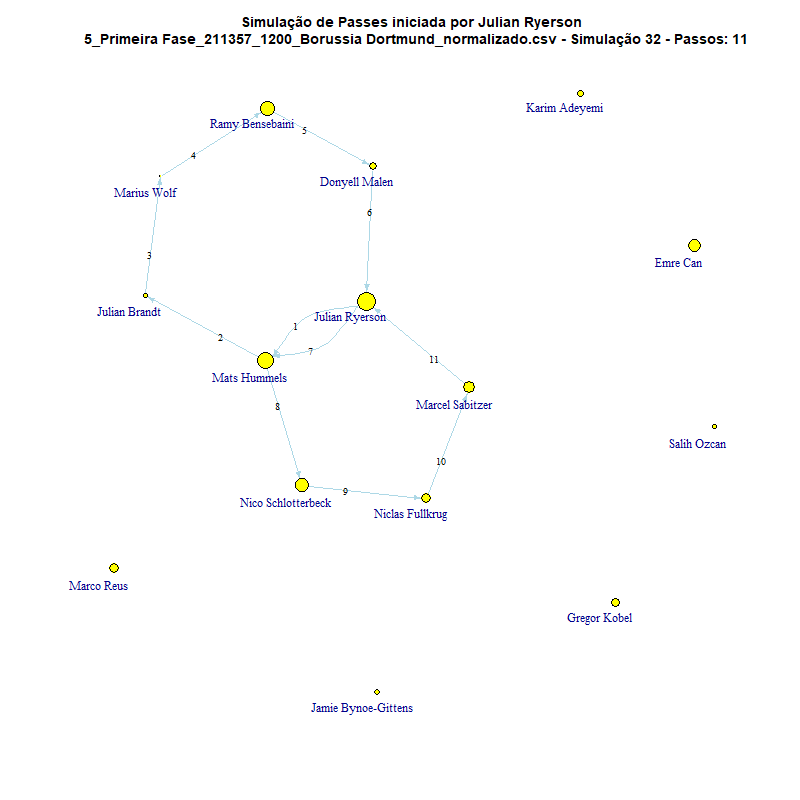 Simulação de Passes iniciada por Julian Ryerson
5_Primeira Fase_211357_1200_Borussia Dortmund_normalizado.csv - Simulação 32 - Passos: 11
Karim Adeyemi
Ramy Bensebaini
5
4
Donyell Malen
Marius Wolf
6
3
Emre Can
Julian Brandt
Julian Ryerson
1
2
7
11
Mats Hummels
Marcel Sabitzer
8
Salih Ozcan
10
9
Nico Schlotterbeck
Niclas Fullkrug
Marco Reus
Gregor Kobel
Jamie Bynoe-Gittens